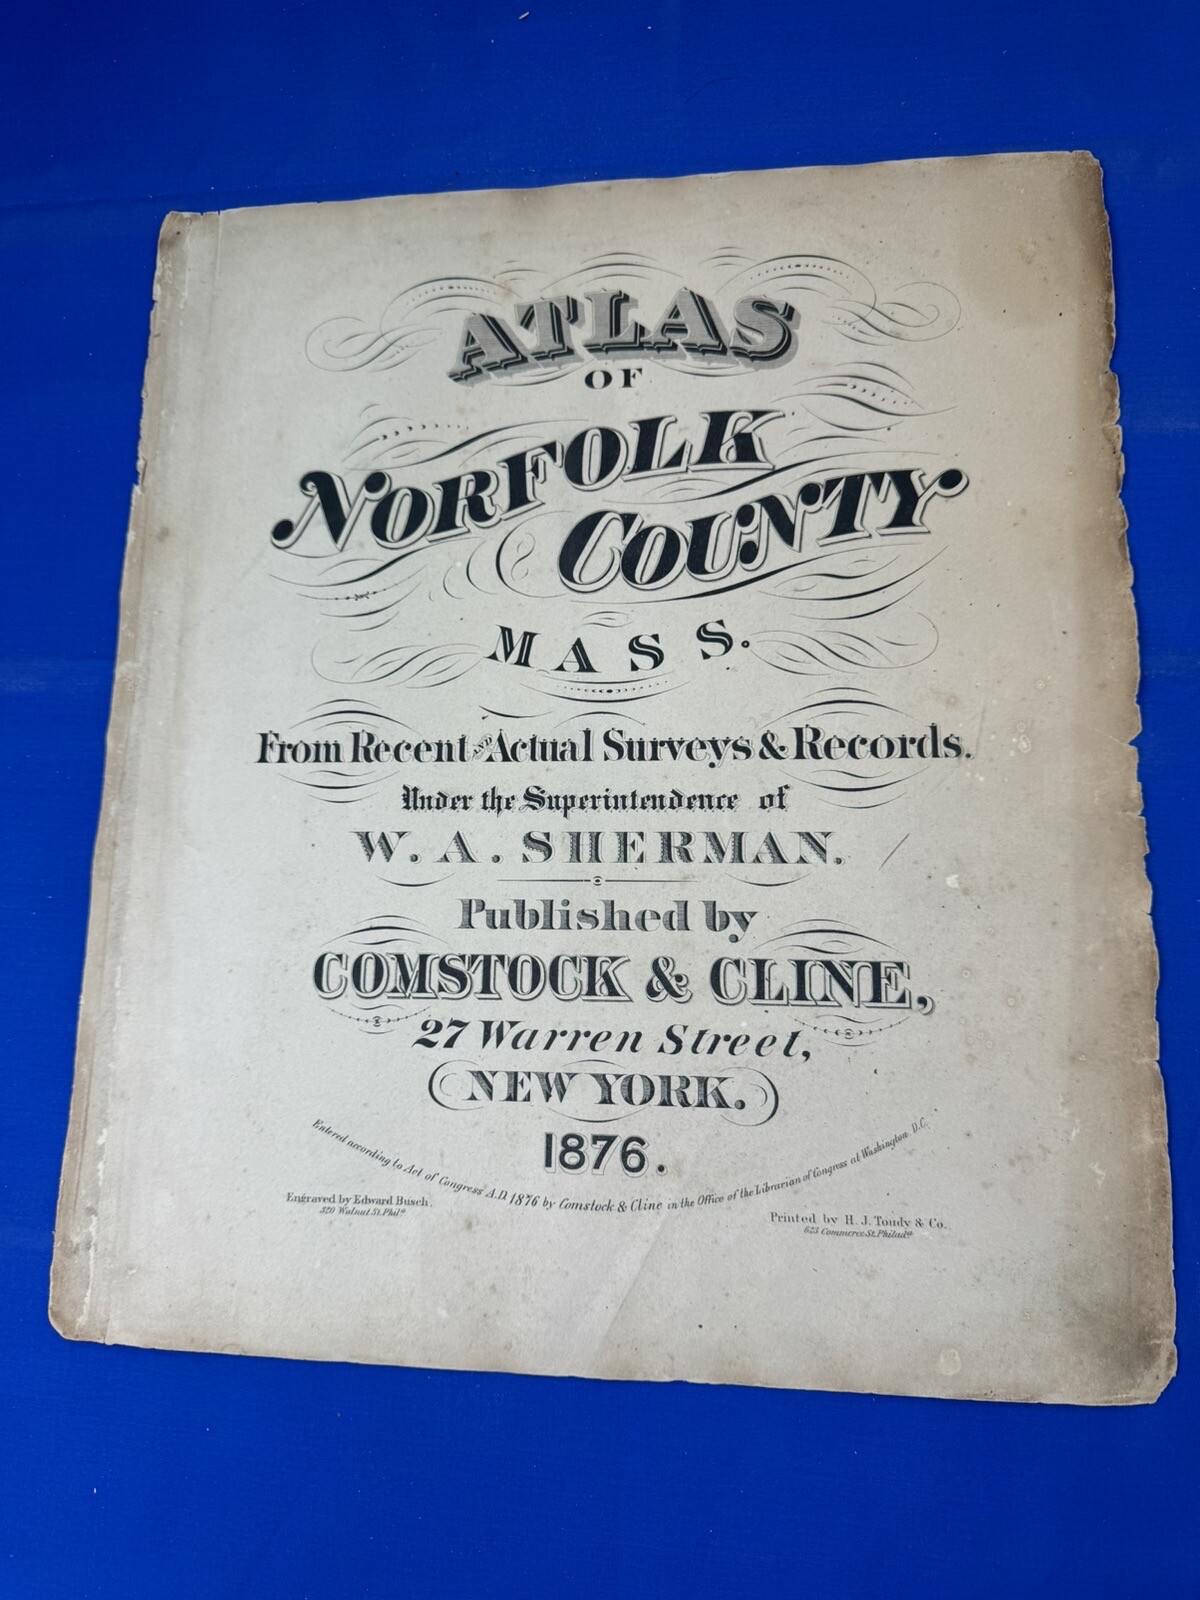 ATLAS
OF
NORFOLK
COUNTY
MASS.
From Recent AND Actual Surveys & Records.
Under the Superintendence of
W. A. SHERMAN.
Published by
COMSTOCK & CLINE,
27 Warren Street,
NEW YORK.
1876.
Entered according to Act of Congress A.D. 1876 by Comstock & Cline in the Office of the Librarian of Congress at Washington D.C.
Engraved by Edward Busch.
320 Walnut St. Phila
Printed by H. J. Toudy & Co.
623 Commerce St. Philada